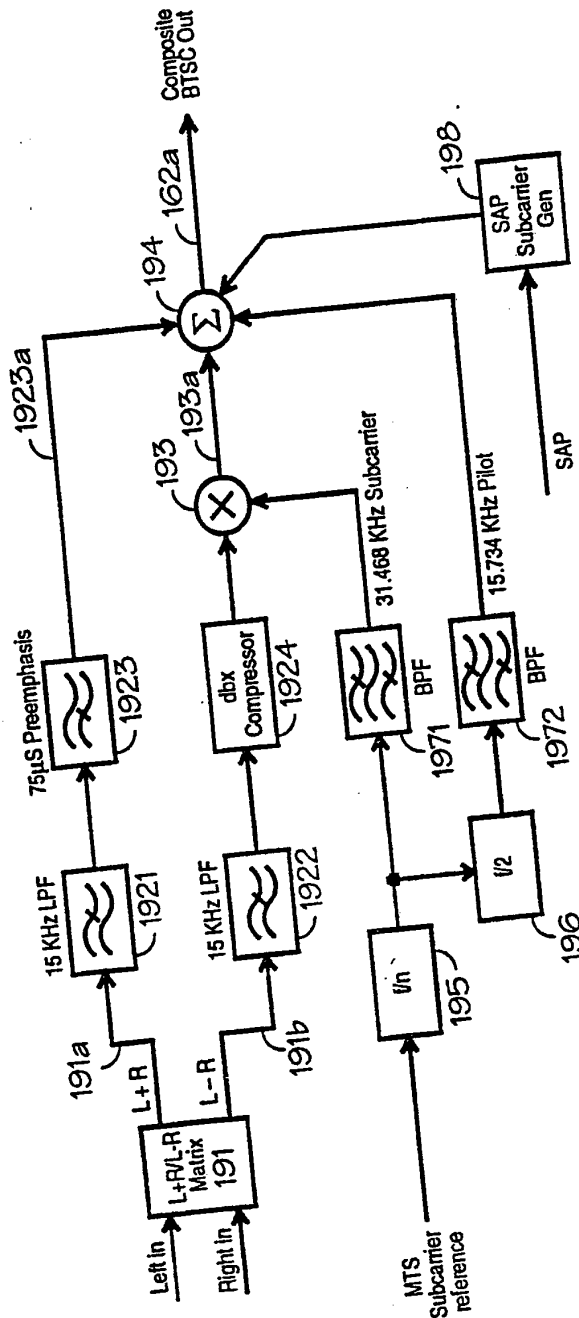 Left in
Right in
L+R/L-R
Matrix
191
L+R
191a
L-R
191b
15 KHz LPF
1921
15 KHz LPF
1922
75µS Preemphasis
1923
dbx
Compressor
1924
1923a
193
193a
194
162a
Composite
BTSC Out
MTS
Subcarrier
reference
f/n
195
f/2
196
BPF
1971
31.468 KHz Subcarrier
BPF
1972
15.734 KHz Pilot
SAP
SAP
Subcarrier
Gen
198
X
Σ